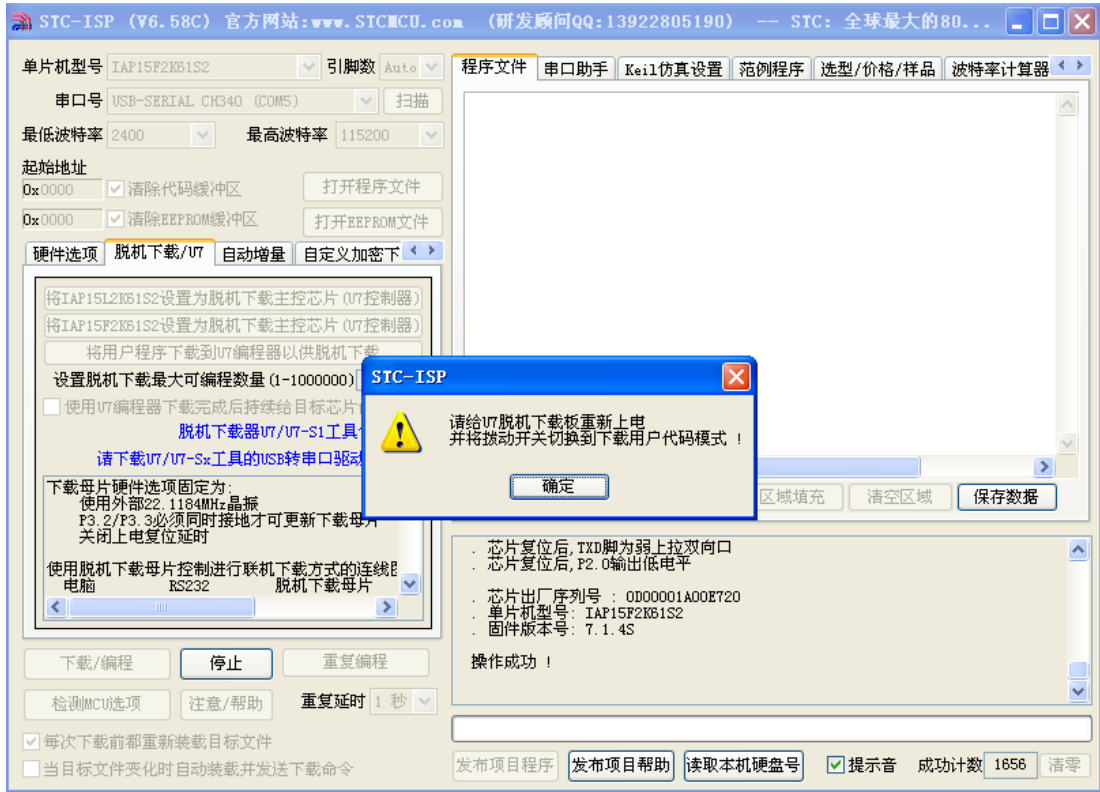 STC-ISP (V6.58C) 官方网站:www.STCMCU.com (研发顾问QQ:13922805190) -- STC: 全球最大的80...
单片机型号 IAP15F2K61S2 引脚数 Auto
串口号 USB-SERIAL CH340 (COM5) 扫描
最低波特率 2400 最高波特率 115200
起始地址
0x0000 清除代码缓冲区 打开程序文件
0x0000 清除EEPROM缓冲区 打开EEPROM文件
硬件选项 脱机下载/U7 自动增量 自定义加密下
将IAP15L2K61S2设置为脱机下载主控芯片(U7控制器)
将IAP15F2K61S2设置为脱机下载主控芯片(U7控制器)
将用户程序下载到U7编程器以供脱机下载
设置脱机下载最大可编程数量(1-1000000)
使用U7编程器下载完成后持续给目标芯片
脱机下载器U7/U7-S1工具
请下载U7/U7-Sx工具的USB转串口驱动
下载母片硬件选项固定为:
使用外部22.1184MHz晶振
P3.2/P3.3必须同时接地才可更新下载母片
关闭上电复位延时
使用脱机下载母片控制进行联机下载方式的连线
电脑 RS232 脱机下载母片
下载/编程 停止 重复编程
检测MCU选项 注意/帮助 重复延时 1 秒
每次下载前都重新装载目标文件
当目标文件变化时自动装载并发送下载命令
程序文件 串口助手 Keil仿真设置 范例程序 选型/价格/样品 波特率计算器
STC-ISP
请给U7脱机下载板重新上电
并将拨动开关切换到下载用户代码模式 !
确定
区域填充 清空区域 保存数据
. 芯片复位后,TXD脚为弱上拉双向口
. 芯片复位后,P2.0输出低电平
. 芯片出厂序列号 : 0D00001A00E720
. 单片机型号: IAP15F2K61S2
. 固件版本号: 7.1.4S
操作成功 !
发布项目程序 发布项目帮助 读取本机硬盘号 提示音 成功计数 1656 清零